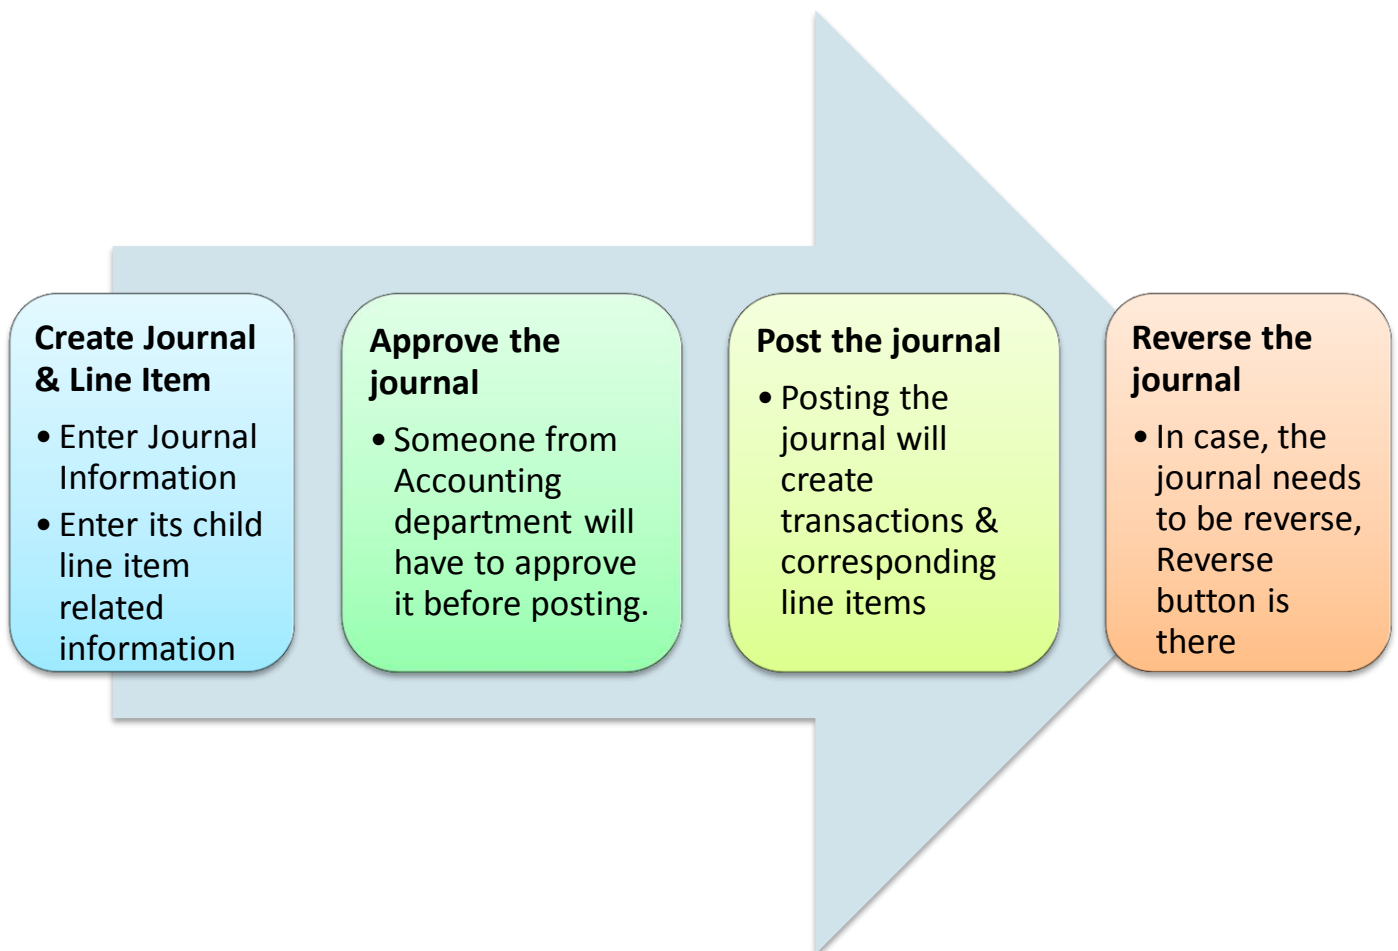 Create Journal
& Line Item
• Enter Journal
Information
• Enter its child
line item
related
information
Approve the
journal
• Someone from
Accounting
department will
have to approve
it before posting.
Post the journal
• Posting the
journal will
create
transactions &
corresponding
line items
Reverse the
journal
• In case, the
journal needs
to be reverse,
Reverse
button is
there